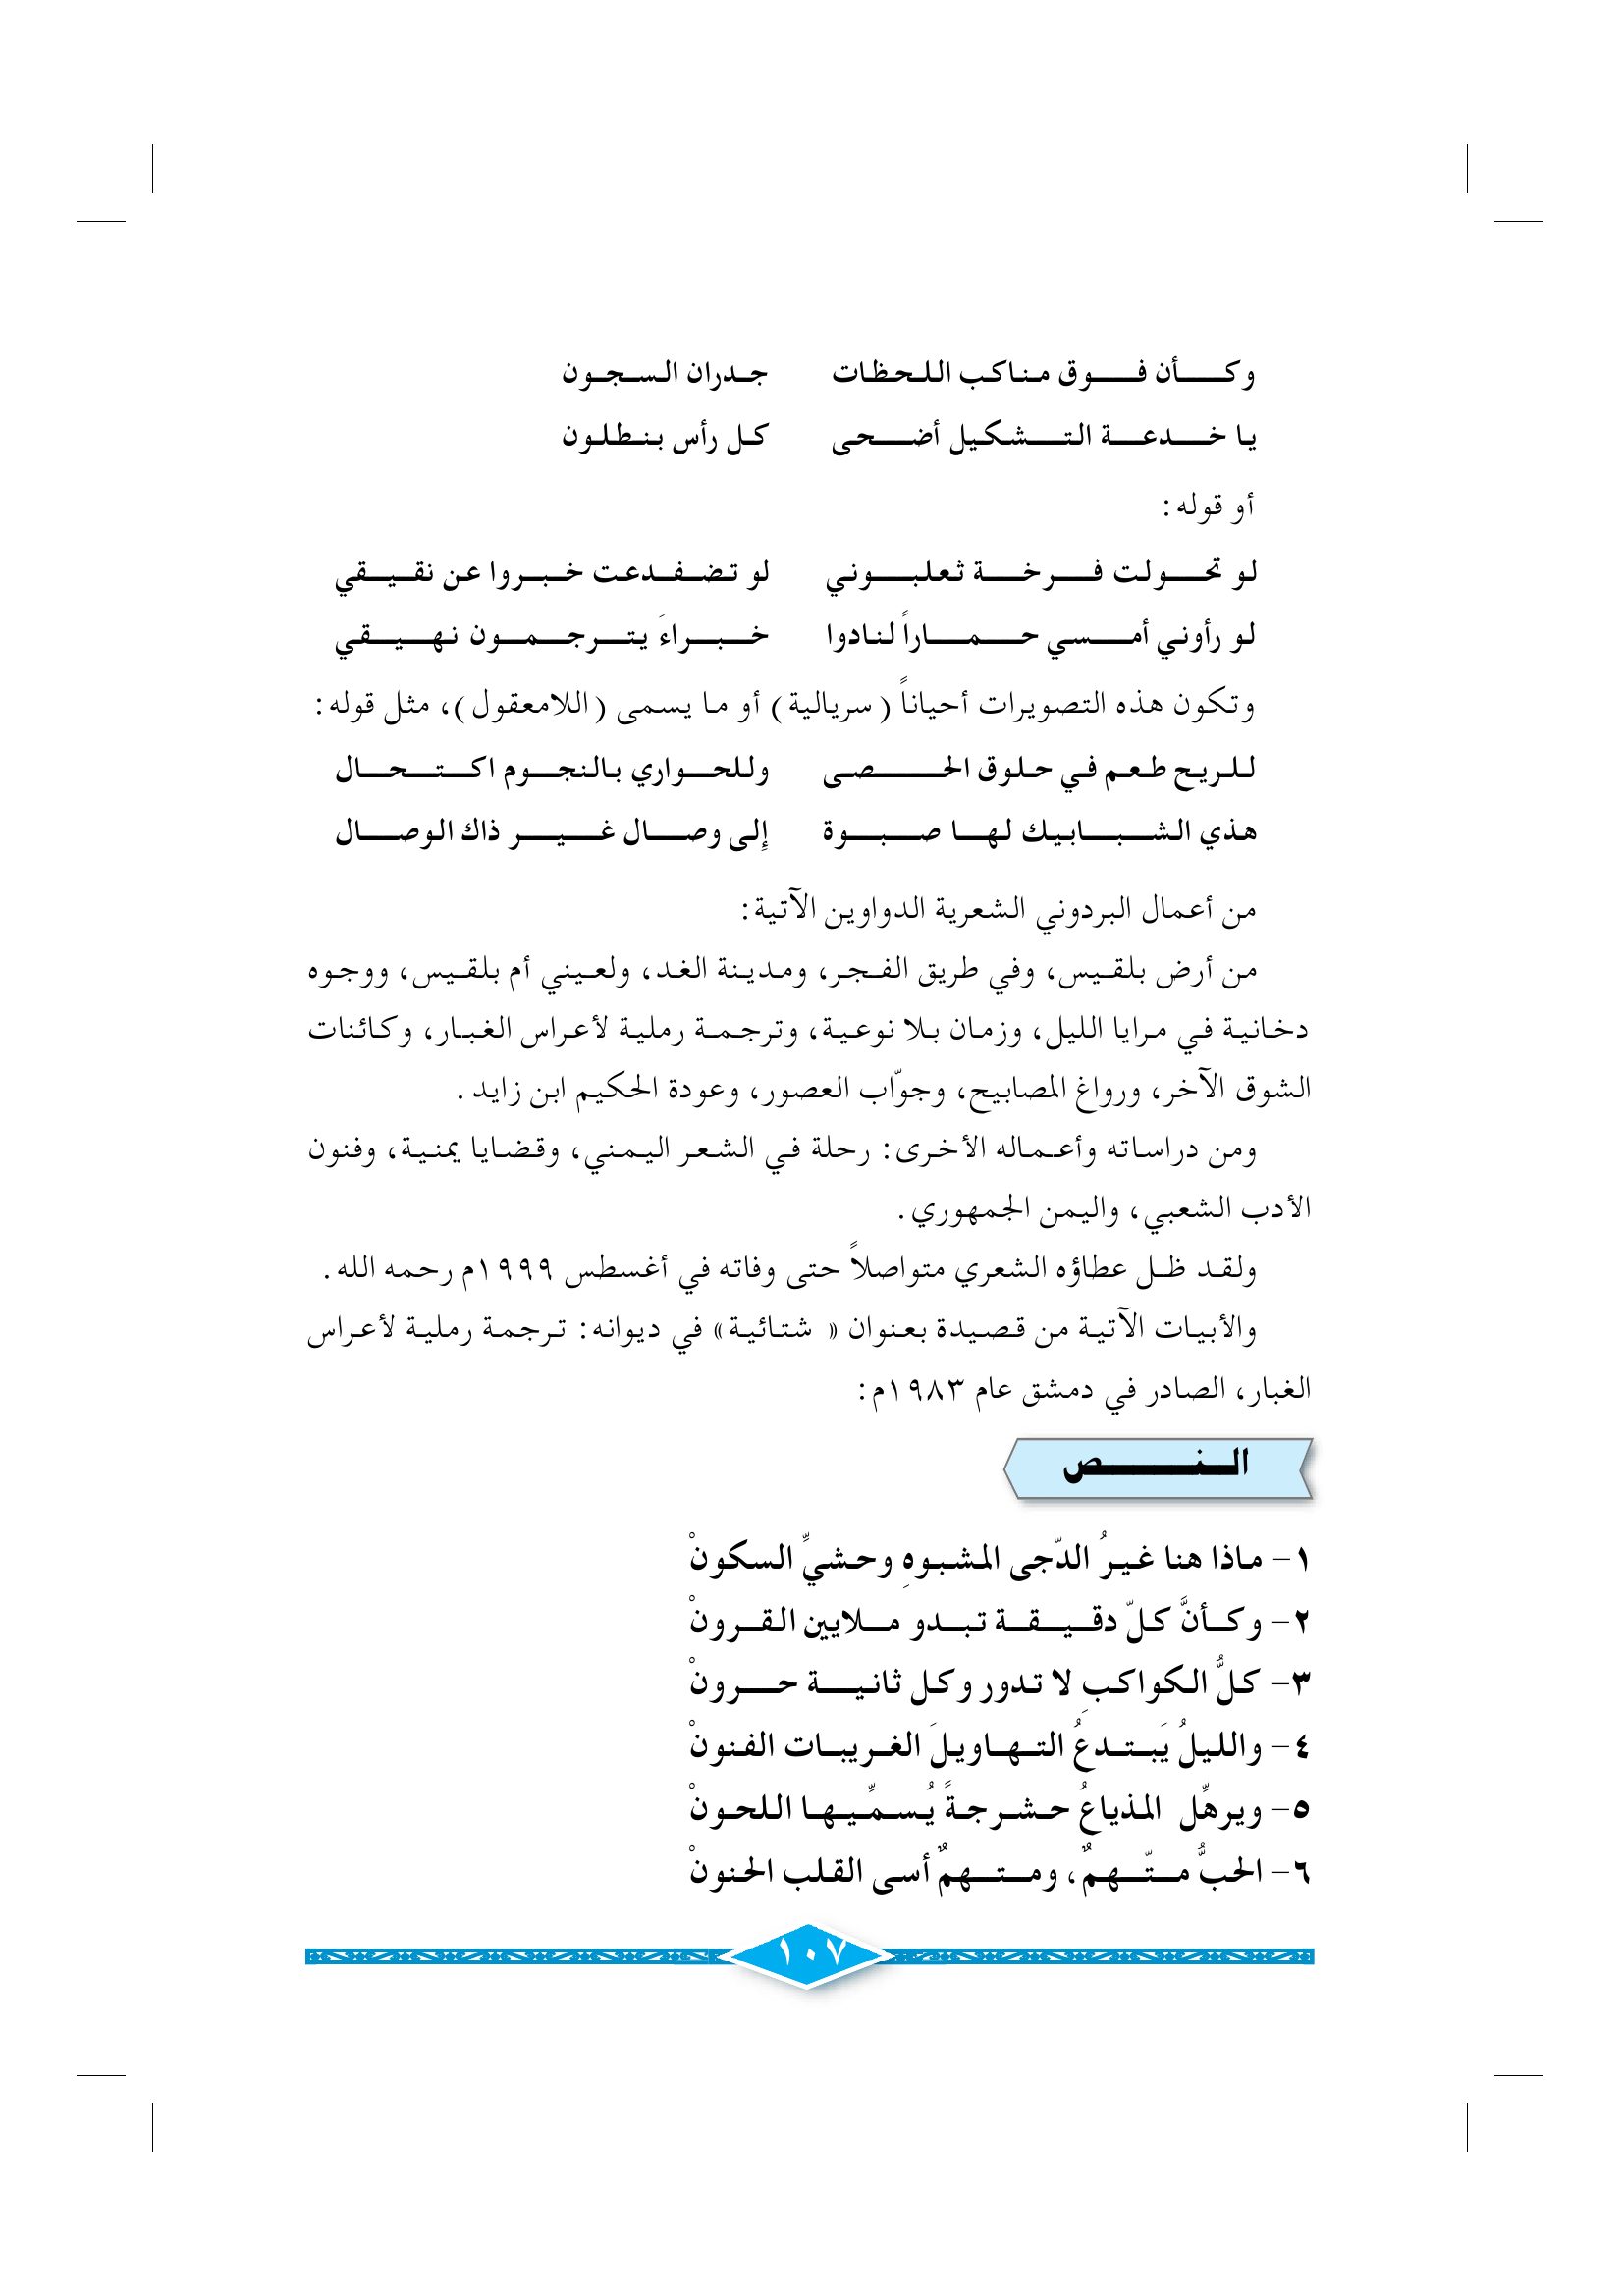 وكأن فوق مناكب اللحظات جدران السجون
يا خدعة التشكيل أضحى كل رأس بنطلون
أو قوله:
لو تحولت فرخة ثعلبوني لو تضفدعت خبروا عن نقيقي
لو رأوني أمسي حماراً لنادوا خبراءَ يترجمون نهيقي
وتكون هذه التصويرات أحياناً (سريالية) أو ما يسمى (اللامعقول)، مثل قوله:
للريح طعم في حلوق الحصى وللحواري بالنجوم اكتحال
هذي الشبابيك لها صبوة إلى وصال غير ذاك الوصال
من أعمال البردوني الشعرية الدواوين الآتية:
من أرض بلقيس، وفي طريق الفجر، ومدينة الغد، ولعيني أم بلقيس، ووجوه
دخانية في مرايا الليل، وزمان بلا نوعية، وترجمة رملية لأعراس الغبار، وكائنات
الشوق الآخر، ورواغ المصابيح، وجوّاب العصور، وعودة الحكيم ابن زايد.
ومن دراساته وأعماله الأخرى: رحلة في الشعر اليمني، وقضايا يمنية، وفنون
الأدب الشعبي، واليمن الجمهوري.
ولقد ظل عطاؤه الشعري متواصلاً حتى وفاته في أغسطس ١٩٩٩م رحمه الله.
والأبيات الآتية من قصيدة بعنوان « شتائية» في ديوانه: ترجمة رملية لأعراس
الغبار، الصادر في دمشق عام ١٩٨٣م:
النص
١- ماذا هنا غيرُ الدّجى المشبوهِ وحشيِّ السكونْ
٢- وكأنَّ كلّ دقيقة تبدو ملايين القرونْ
٣- كلُّ الكواكبِ لا تدور وكل ثانية حرونْ
٤- والليلُ يَبتدعُ التهاويلَ الغريبات الفنونْ
٥- ويرهِّل المذياعُ حشرجةً يُسمِّيها اللحونْ
٦- الحبُّ متّهمٌ، ومتهمٌ أسى القلب الحنونْ
١٠٧